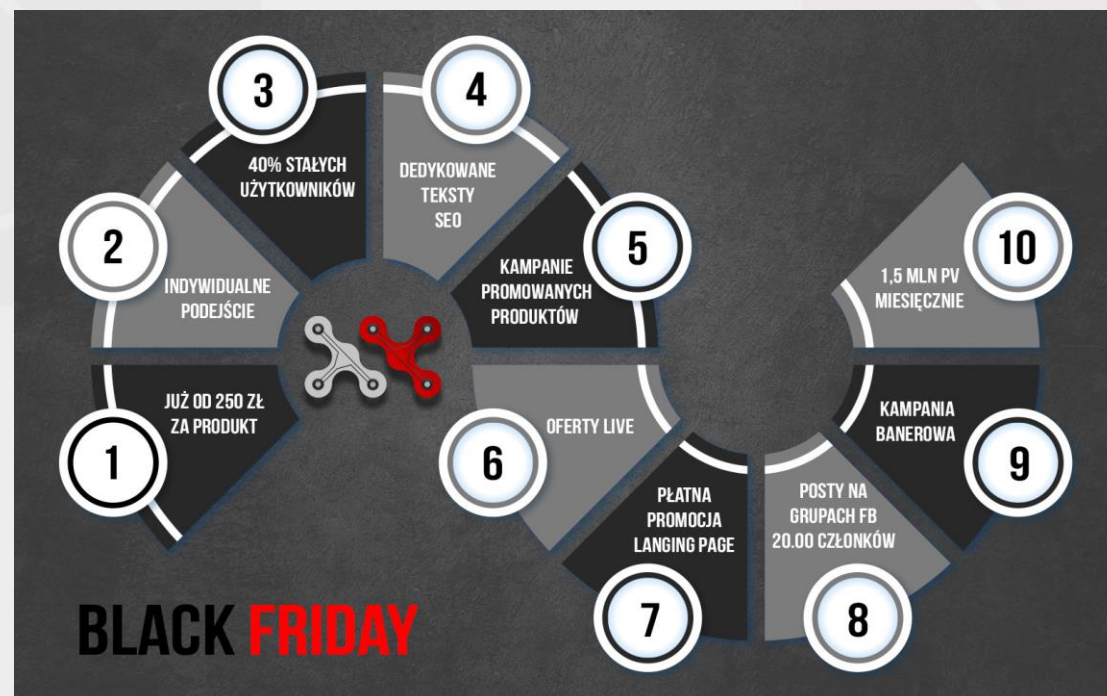 1
JUŻ OD 250 ZŁ
ZA PRODUKT
2
INDYWIDUALNE
PODEJŚCIE
3
40% STAŁYCH
UŻYTKOWNIKÓW
4
DEDYKOWANE
TEKSTY
SEO
5
KAMPANIE
PROMOWANYCH
PRODUKTÓW
6
OFERTY LIVE
7
PŁATNA
PROMOCJA
LANGING PAGE
8
POSTY NA
GRUPACH FB
20.00 CZŁONKÓW
9
KAMPANIA
BANEROWA
10
1,5 MLN PV
MIESIĘCZNIE
BLACK FRIDAY